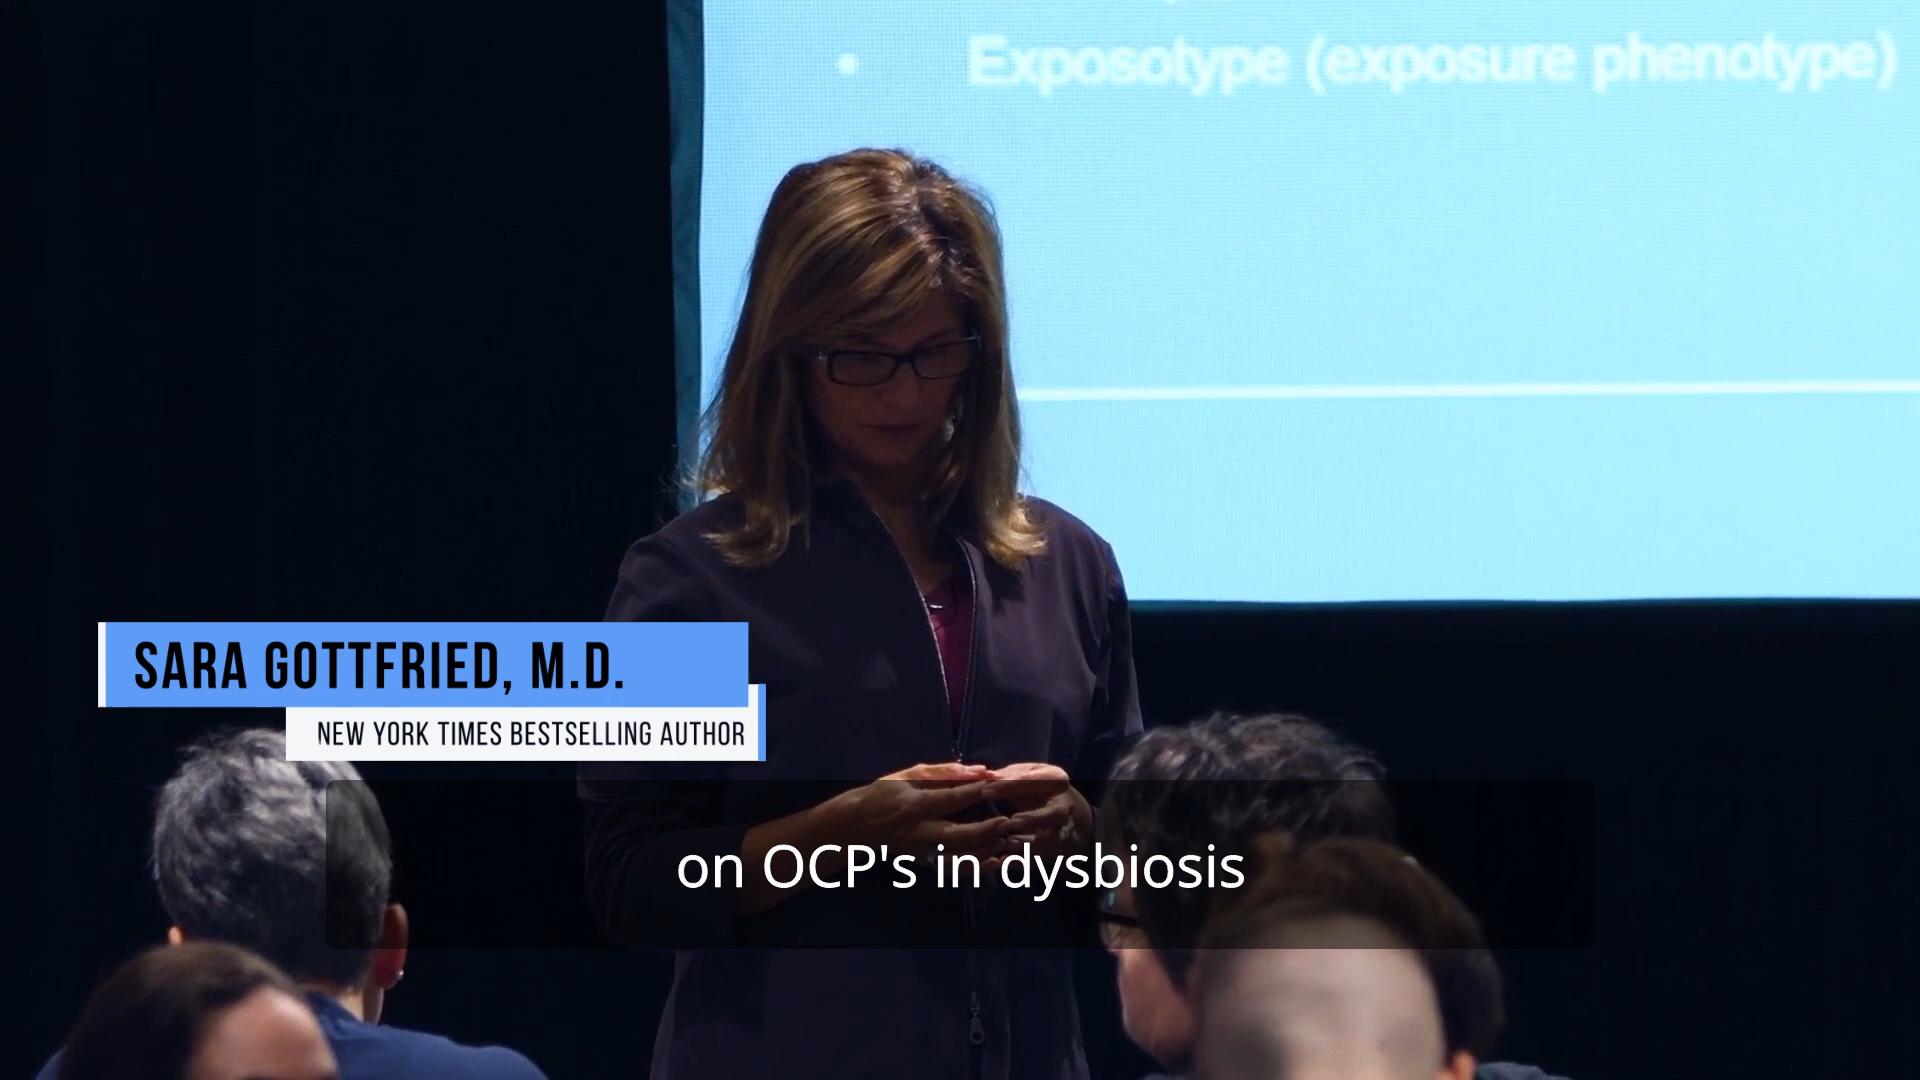 • Exposotype (exposure phenotype)
SARA GOTTFRIED, M.D.
NEW YORK TIMES BESTSELLING AUTHOR
on OCP's in dysbiosis